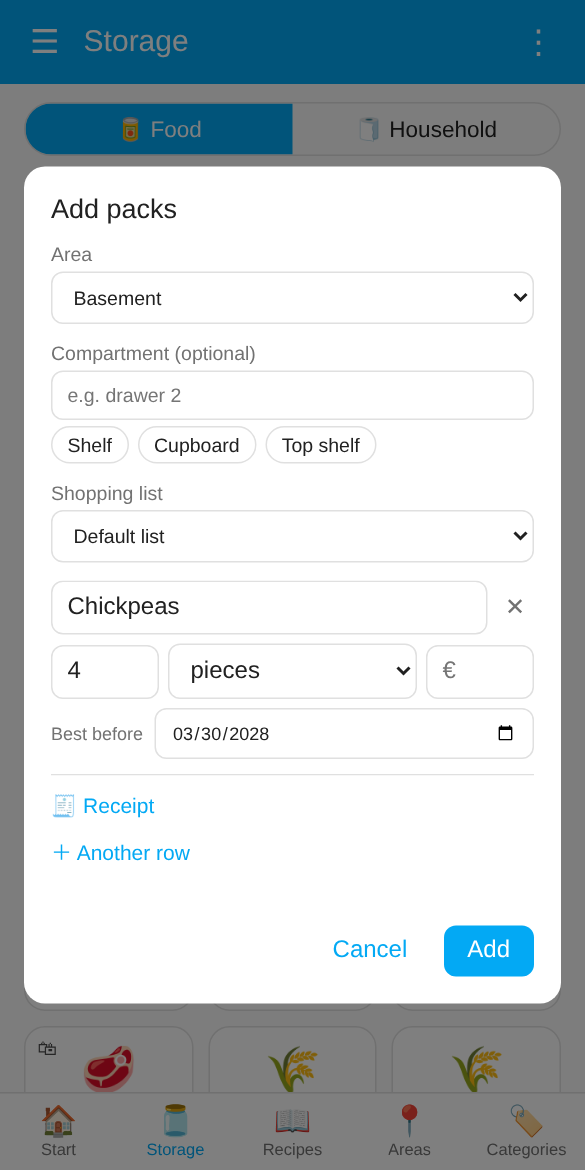 Storage
Food
Household
Add packs
Area
Basement
Compartment (optional)
e.g. drawer 2
Shelf
Cupboard
Top shelf
Shopping list
Default list
Chickpeas
4
pieces
€
Best before
03/30/2028
Receipt
+ Another row
Cancel
Add
Start
Storage
Recipes
Areas
Categories